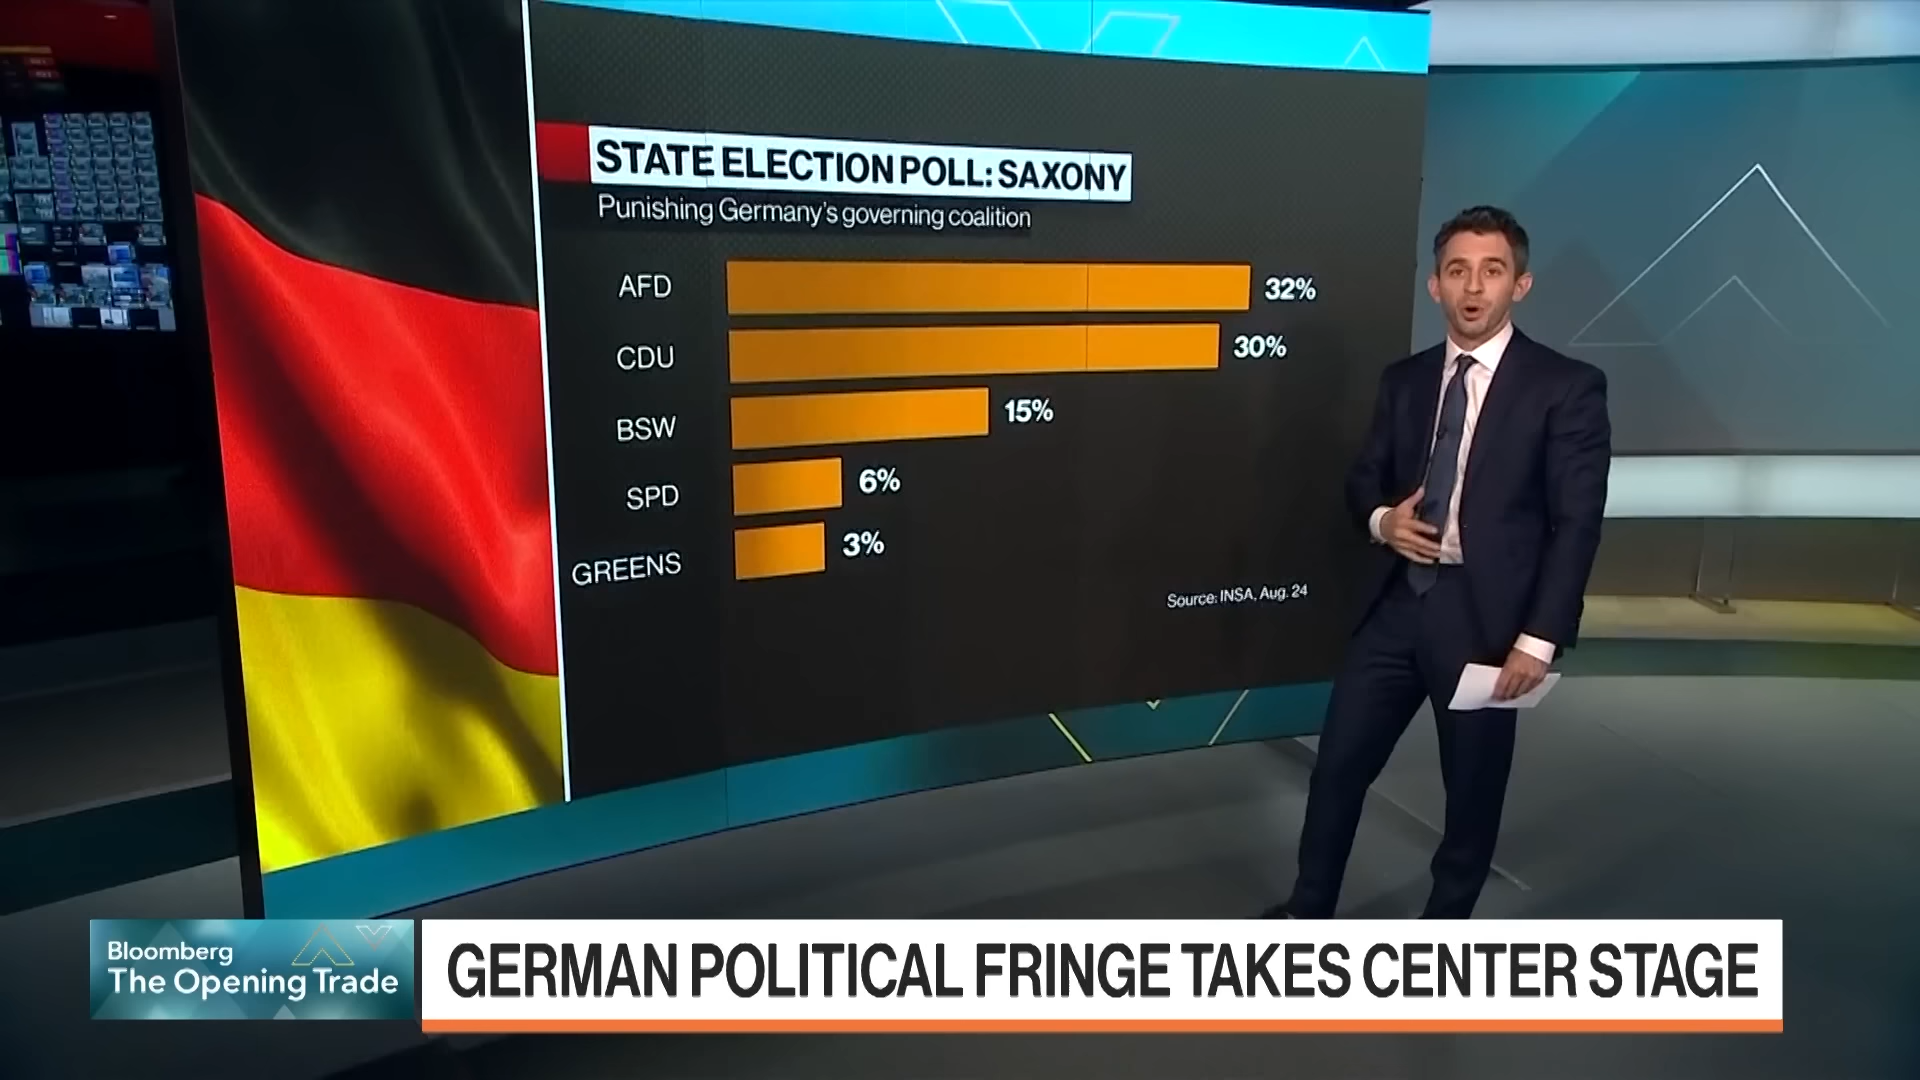 STATE ELECTION POLL: SAXONY
Punishing Germany's governing coalition
AFD 32%
CDU 30%
BSW 15%
SPD 6%
GREENS 3%
Source: INSA, Aug. 24
Bloomberg
The Opening Trade
GERMAN POLITICAL FRINGE TAKES CENTER STAGE